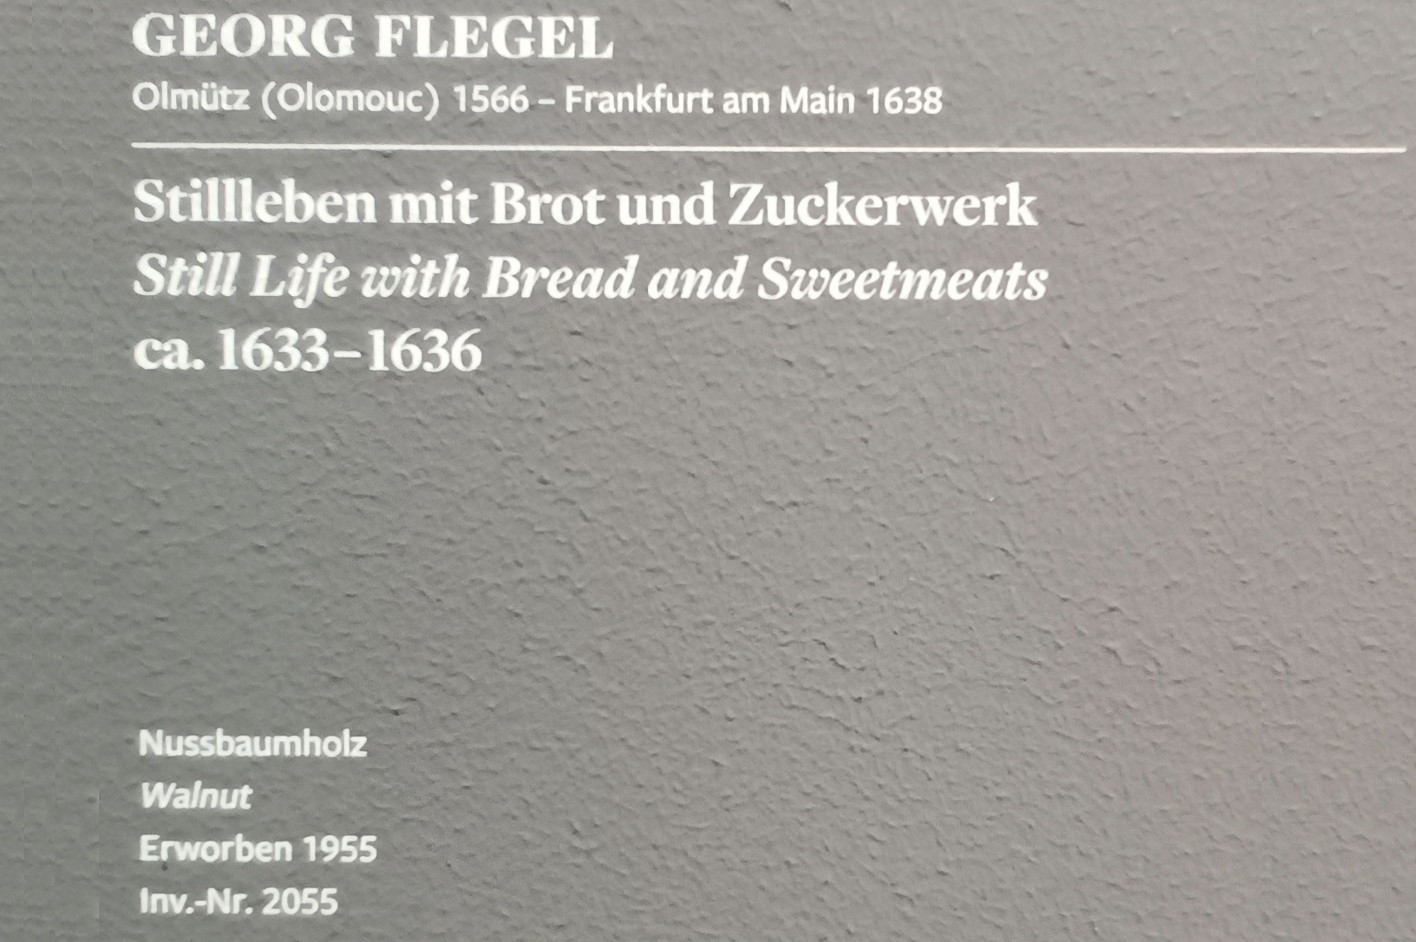 GEORG FLEGEL
Olmütz (Olomouc) 1566 – Frankfurt am Main 1638
Stillleben mit Brot und Zuckerwerk
Still Life with Bread and Sweetmeats
ca. 1633–1636
Nussbaumholz
Walnut
Erworben 1955
Inv.-Nr. 2055